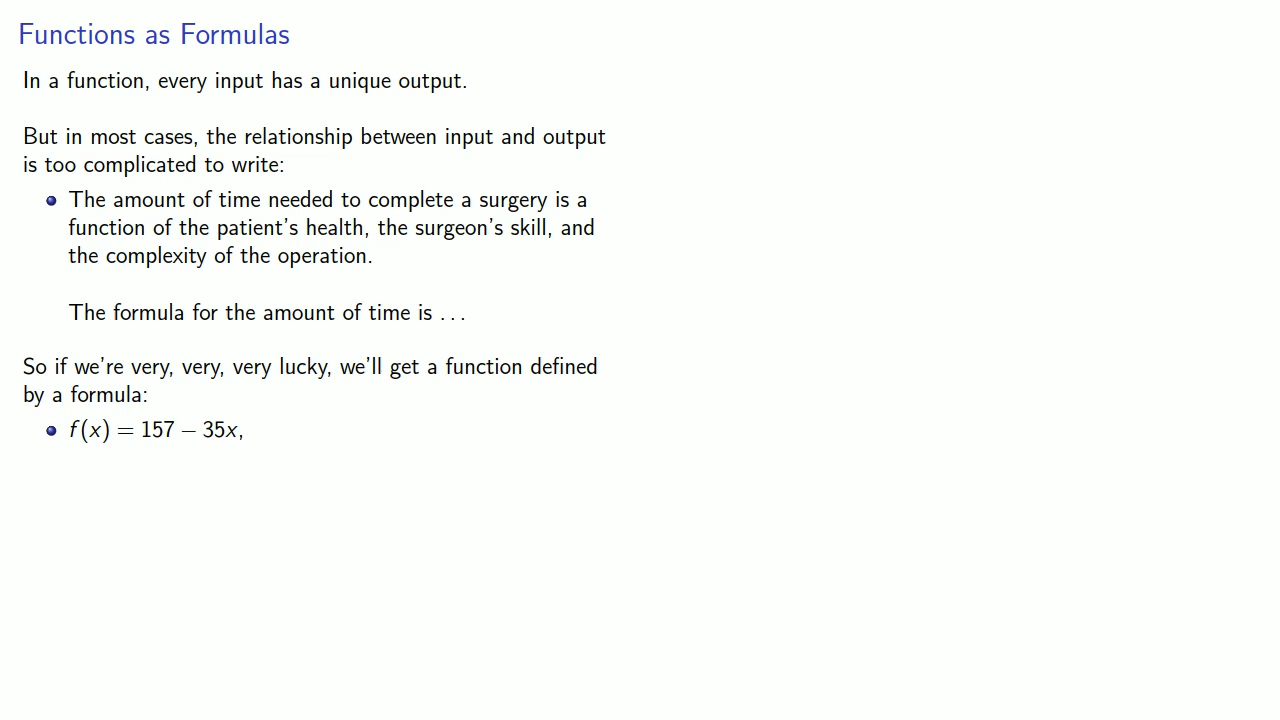 Functions as Formulas
In a function, every input has a unique output.
But in most cases, the relationship between input and output
is too complicated to write:
The amount of time needed to complete a surgery is a
function of the patient's health, the surgeon's skill, and
the complexity of the operation.
The formula for the amount of time is ...
So if we're very, very, very lucky, we'll get a function defined
by a formula:
f(x) = 157 − 35x,